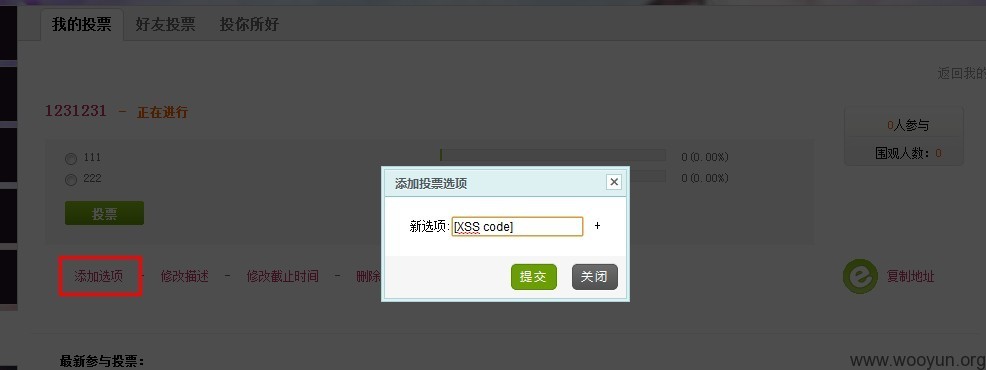 我的投票 好友投票 投你所好
返回我的
1231231 - 正在进行
0人参与
围观人数：0
111 0(0.00%)
222 0(0.00%)
投票
添加投票选项
新选项: [XSS code] +
提交 关闭
添加选项 - 修改描述 - 修改截止时间 - 删除
复制地址
最新参与投票：
www.wooyun.org